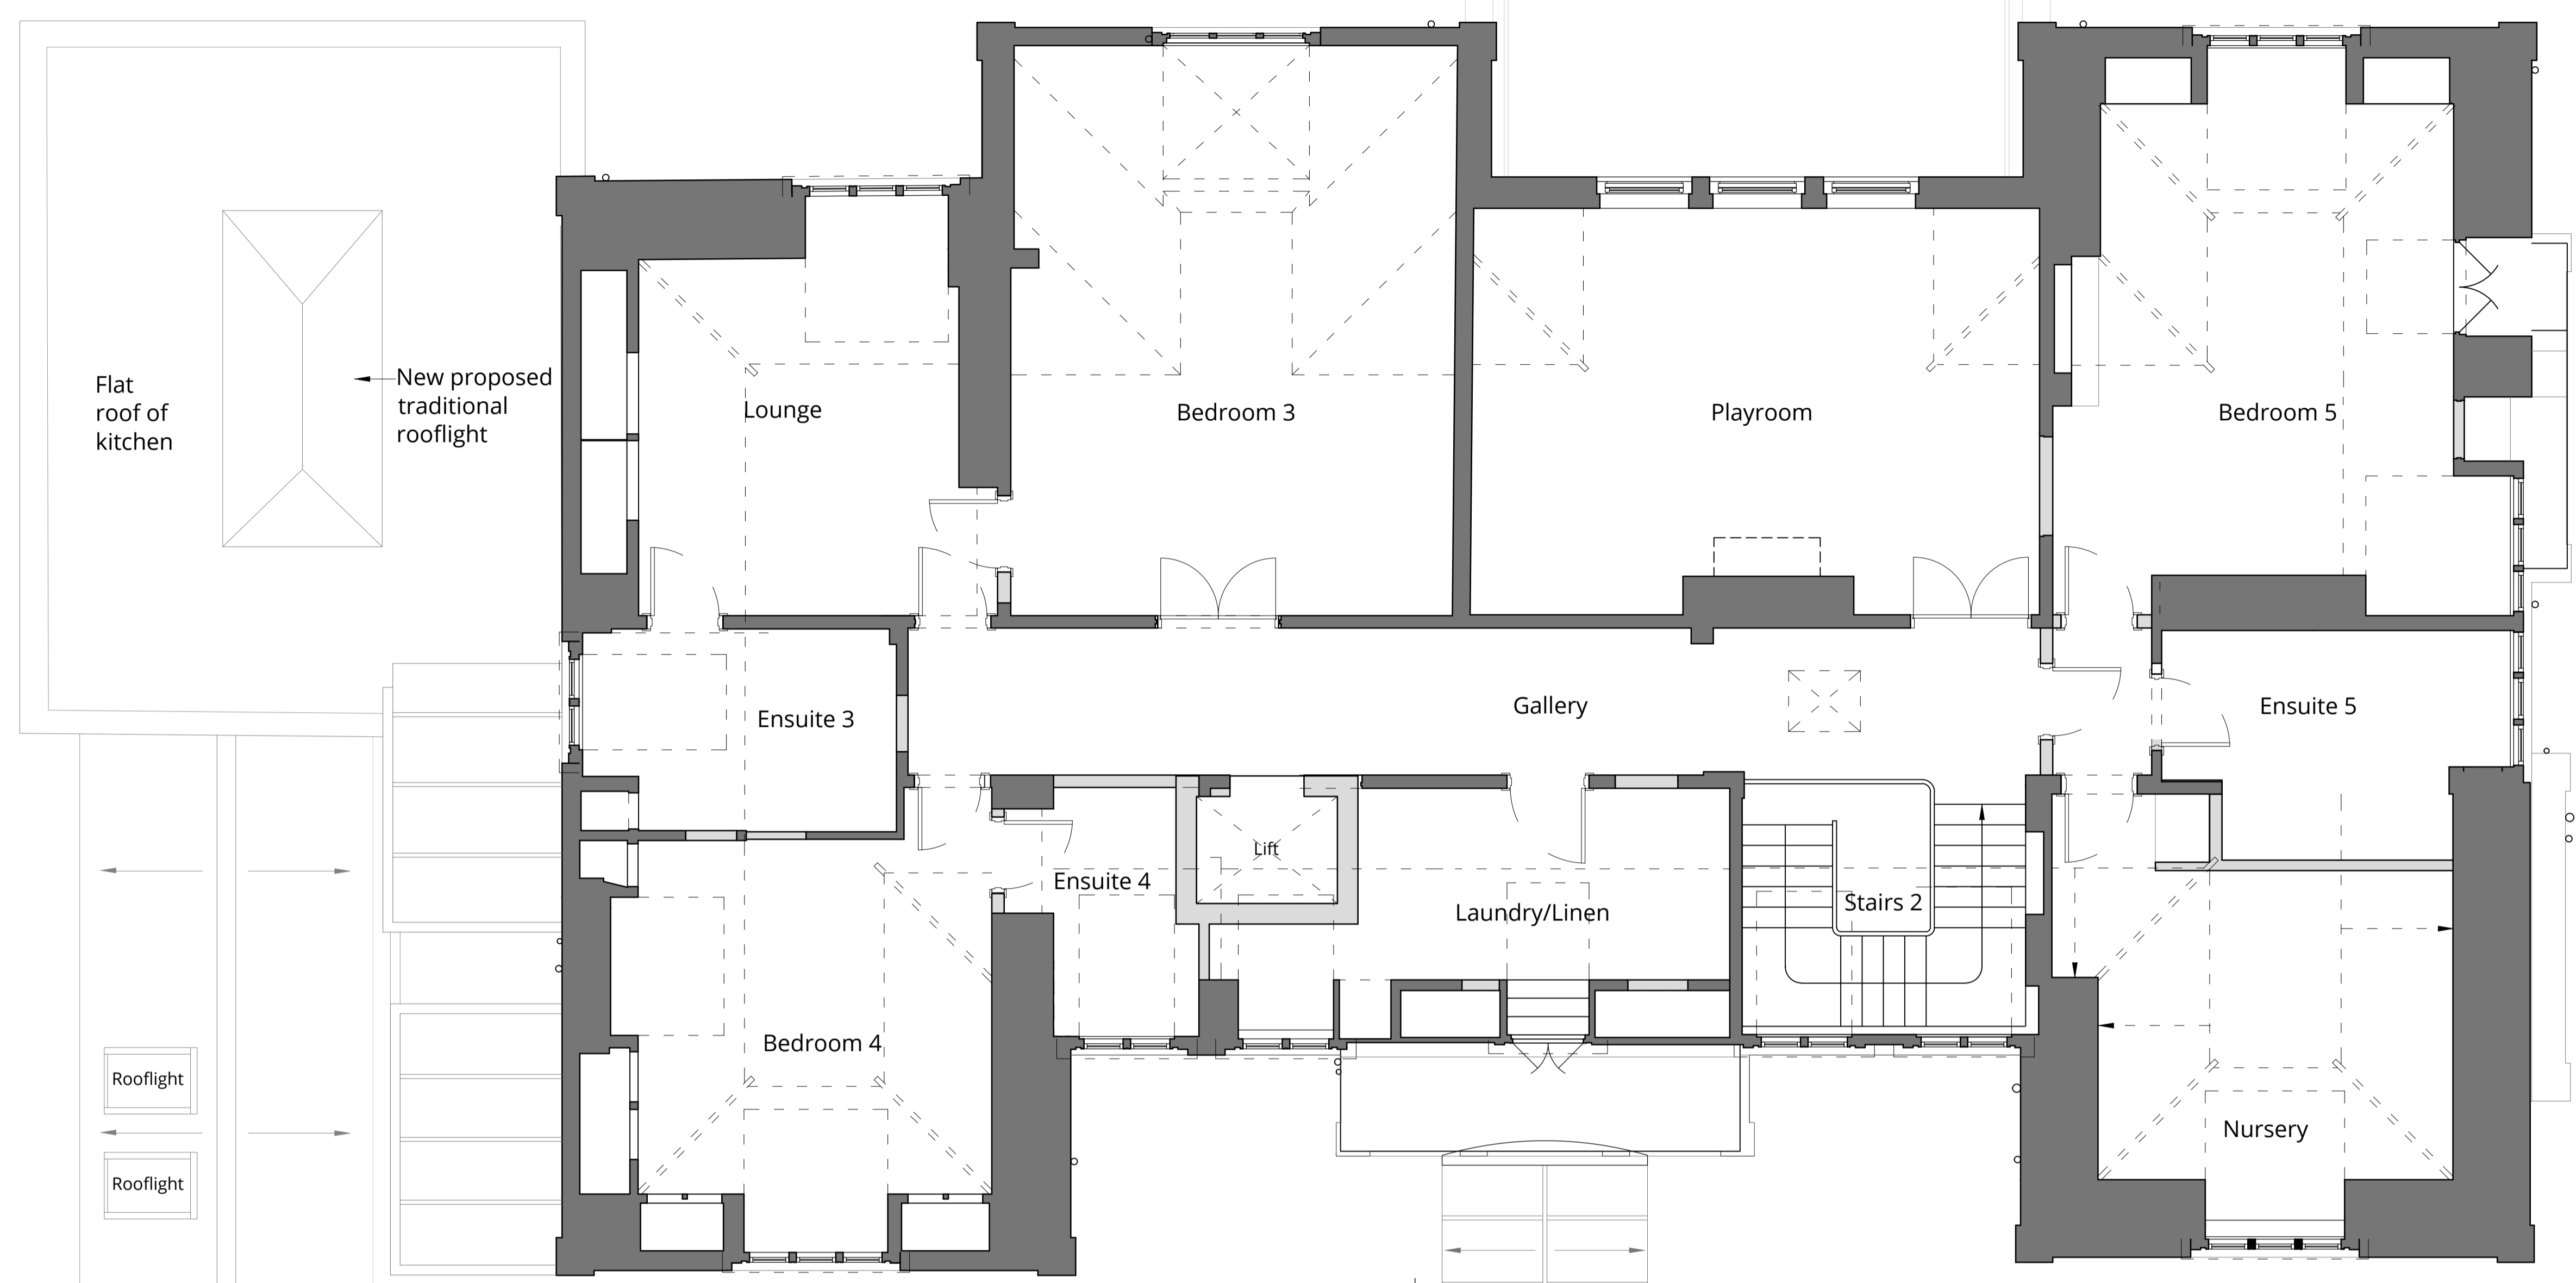 Flat
roof of
kitchen
New proposed
traditional
rooflight
Lounge
Bedroom 3
Playroom
Bedroom 5
Ensuite 3
Gallery
Ensuite 5
Lift
Ensuite 4
Laundry/Linen
Stairs 2
Bedroom 4
Rooflight
Rooflight
Nursery